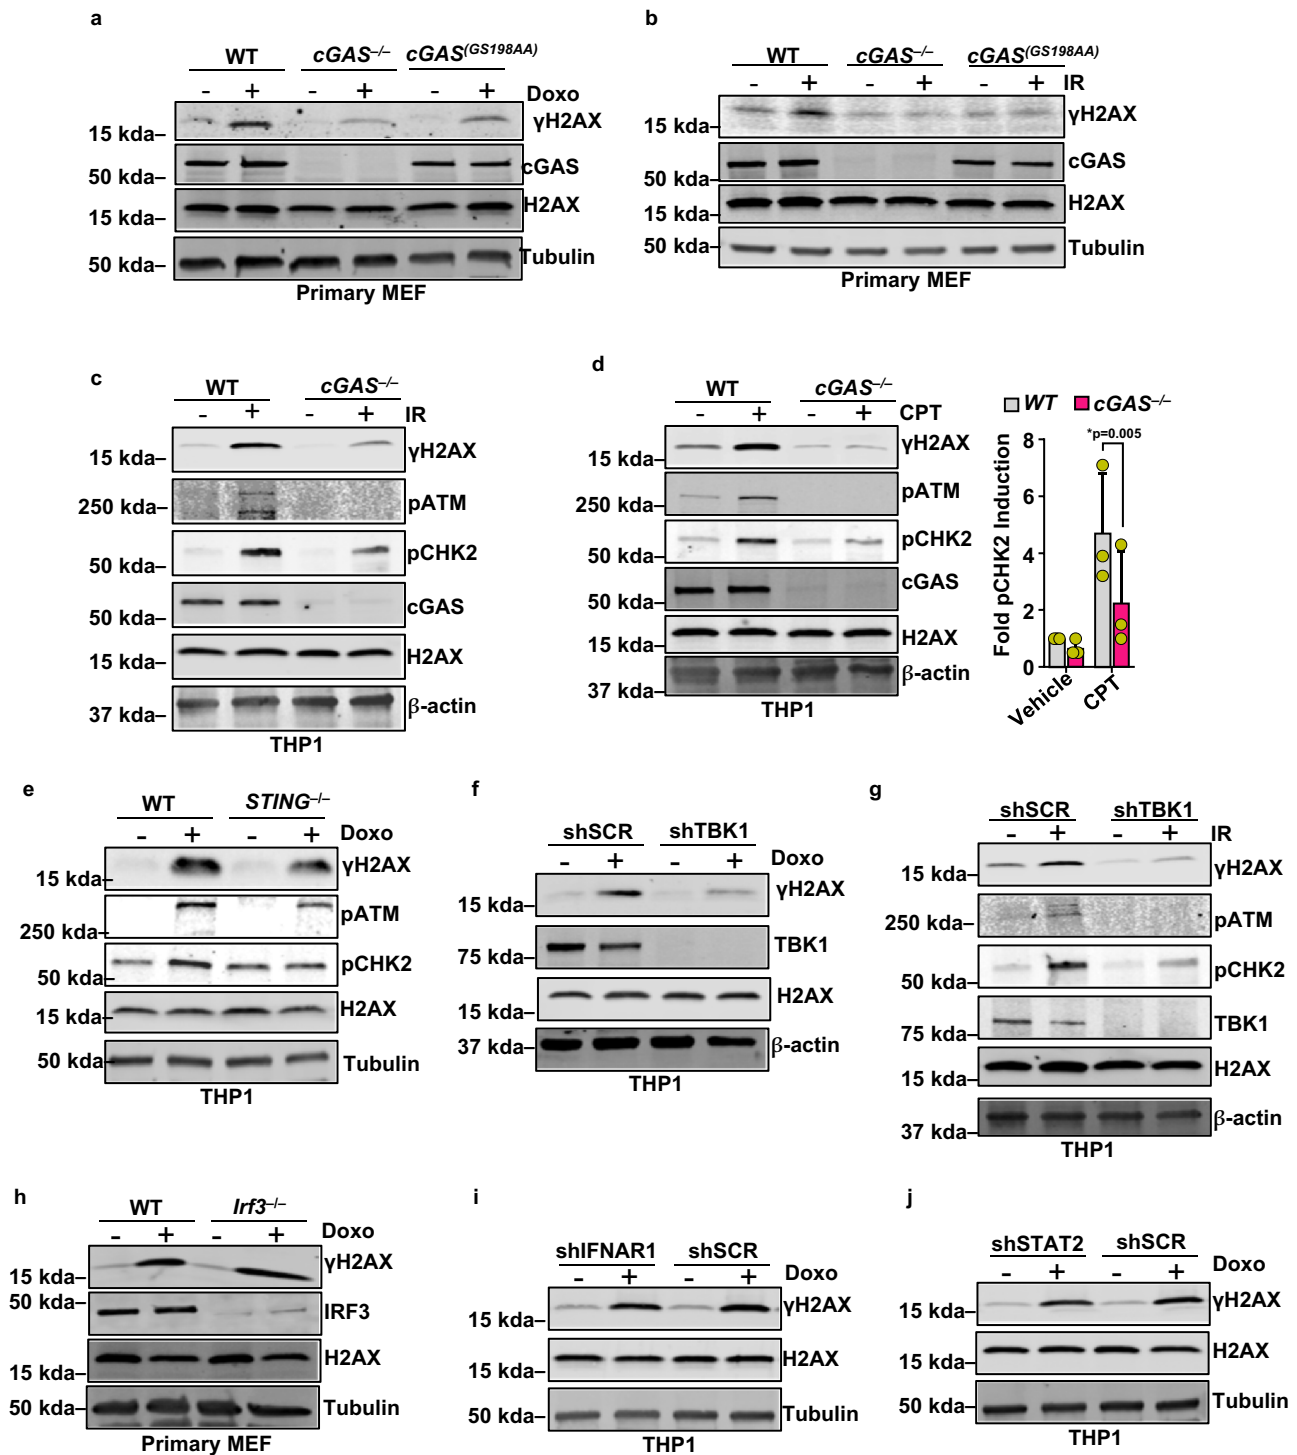 a
WT cGAS–/– cGAS(GS198AA)
- + - + - + Doxo
γH2AX
15 kda–
cGAS
50 kda–
H2AX
15 kda–
Tubulin
50 kda–
Primary MEF
b
WT cGAS–/– cGAS(GS198AA)
- + - + - + IR
γH2AX
15 kda–
cGAS
50 kda–
H2AX
15 kda–
50 kda– Tubulin
Primary MEF
c
WT cGAS–/–
- + - + IR
γH2AX
15 kda–
pATM
250 kda–
pCHK2
50 kda–
cGAS
50 kda–
H2AX
15 kda–
β-actin
37 kda–
THP1
d
WT cGAS–/–
- + - + CPT
γH2AX
15 kda–
pATM
250 kda–
pCHK2
50 kda–
cGAS
50 kda–
H2AX
15 kda–
β-actin
37 kda–
THP1
WT cGAS–/–
*p=0.005
Fold pCHK2 Induction
8
6
4
2
0
Vehicle
CPT
e
WT STING–/–
- + - + Doxo
γH2AX
15 kda–
pATM
250 kda–
pCHK2
50 kda–
H2AX
15 kda–
50 kda– Tubulin
THP1
f
shSCR shTBK1
- + - + Doxo
γH2AX
15 kda–
TBK1
75 kda–
H2AX
15 kda–
37 kda– β-actin
THP1
g
shSCR shTBK1
- + - + IR
γH2AX
15 kda–
pATM
250 kda–
pCHK2
50 kda–
TBK1
75 kda–
H2AX
15 kda–
β-actin
37 kda–
THP1
h
WT Irf3–/–
- + - + Doxo
γH2AX
15 kda–
50 kda–
IRF3
H2AX
15 kda–
50 kda– Tubulin
Primary MEF
i
shIFNAR1 shSCR
- + - + Doxo
γH2AX
15 kda–
H2AX
15 kda–
50 kda– Tubulin
THP1
j
shSTAT2 shSCR
- + - + Doxo
γH2AX
15 kda–
H2AX
15 kda–
Tubulin
50 kda–
THP1